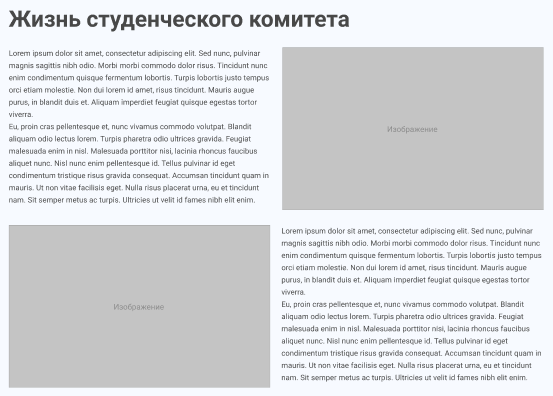 Жизнь студенческого комитета
Lorem ipsum dolor sit amet, consectetur adipiscing elit. Sed nunc, pulvinar
magnis sagittis nibh odio. Morbi morbi commodo dolor risus. Tincidunt nunc
enim condimentum quisque fermentum lobortis. Turpis lobortis justo tempus
orci etiam molestie. Non dui lorem id amet, risus tincidunt. Mauris augue
purus, in blandit duis et. Aliquam imperdiet feugiat quisque egestas tortor
viverra.
Eu, proin cras pellentesque et, nunc vivamus commodo volutpat. Blandit
aliquam odio lectus lorem. Turpis pharetra odio ultrices gravida. Feugiat
malesuada enim in nisl. Malesuada porttitor nisi, lacinia rhoncus faucibus
aliquet nunc. Nisl nunc enim pellentesque id. Tellus pulvinar id eget
condimentum tristique risus gravida consequat. Accumsan tincidunt quam in
mauris. Ut non vitae facilisis eget. Nulla risus placerat urna, eu et tincidunt
nam. Sit semper metus ac turpis. Ultricies ut velit id fames nibh elit enim.
Изображение
Изображение
Lorem ipsum dolor sit amet, consectetur adipiscing elit. Sed nunc, pulvinar
magnis sagittis nibh odio. Morbi morbi commodo dolor risus. Tincidunt nunc
enim condimentum quisque fermentum lobortis. Turpis lobortis justo tempus
orci etiam molestie. Non dui lorem id amet, risus tincidunt. Mauris augue
purus, in blandit duis et. Aliquam imperdiet feugiat quisque egestas tortor
viverra.
Eu, proin cras pellentesque et, nunc vivamus commodo volutpat. Blandit
aliquam odio lectus lorem. Turpis pharetra odio ultrices gravida. Feugiat
malesuada enim in nisl. Malesuada porttitor nisi, lacinia rhoncus faucibus
aliquet nunc. Nisl nunc enim pellentesque id. Tellus pulvinar id eget
condimentum tristique risus gravida consequat. Accumsan tincidunt quam in
mauris. Ut non vitae facilisis eget. Nulla risus placerat urna, eu et tincidunt
nam. Sit semper metus ac turpis. Ultricies ut velit id fames nibh elit enim.